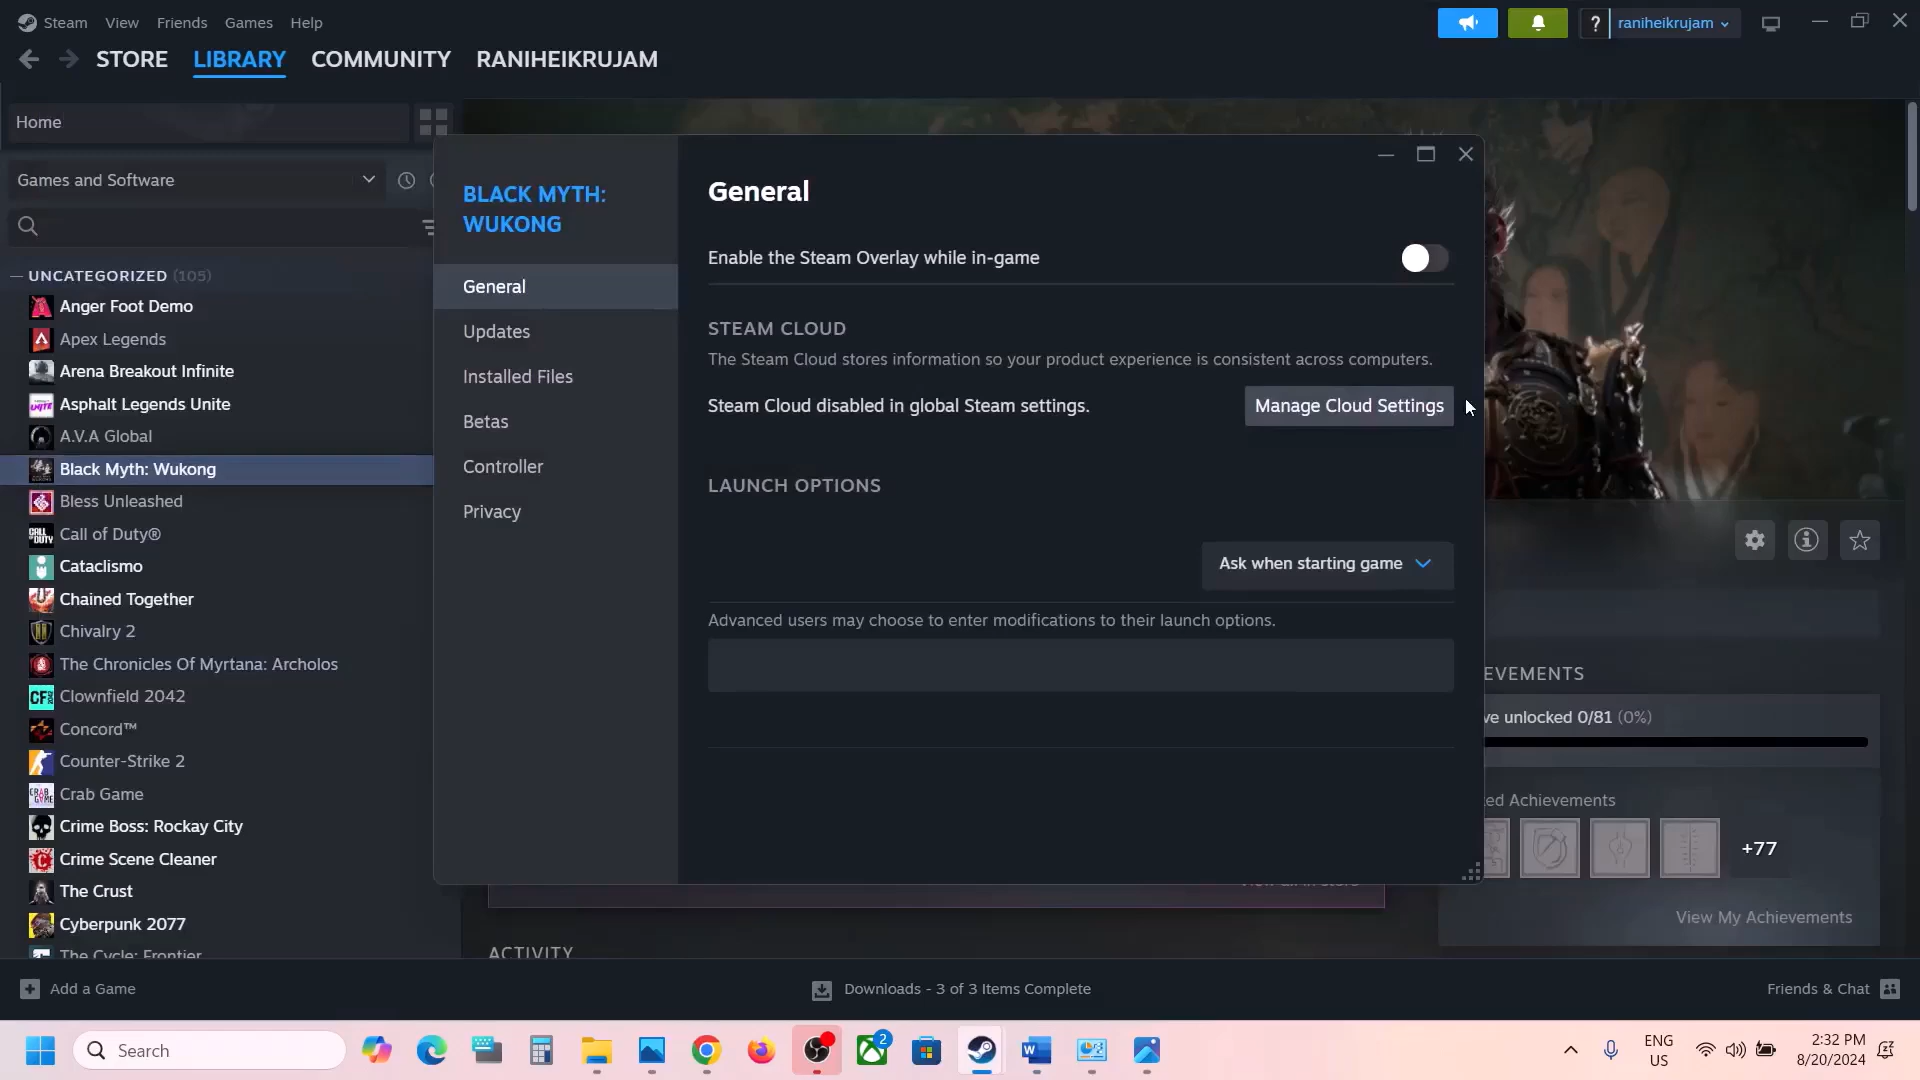 Steam View Friends Games Help
? raniheikrujam
STORE LIBRARY COMMUNITY RANIHEIKRUJAM
Home
Games and Software
UNCATEGORIZED (105)
Anger Foot Demo
Apex Legends
Arena Breakout Infinite
Asphalt Legends Unite
A.V.A Global
Black Myth: Wukong
Bless Unleashed
Call of Duty®
Cataclismo
Chained Together
Chivalry 2
The Chronicles Of Myrtana: Archolos
Clownfield 2042
Concord™
Counter-Strike 2
Crab Game
Crime Boss: Rockay City
Crime Scene Cleaner
The Crust
Cyberpunk 2077
The Cycle: Frontier
BLACK MYTH:
WUKONG
General
Updates
Installed Files
Betas
Controller
Privacy
General
Enable the Steam Overlay while in-game
STEAM CLOUD
The Steam Cloud stores information so your product experience is consistent across computers.
Steam Cloud disabled in global Steam settings.
Manage Cloud Settings
LAUNCH OPTIONS
Ask when starting game
Advanced users may choose to enter modifications to their launch options.
EVEMENTS
ve unlocked 0/81 (0%)
ed Achievements
+77
View My Achievements
ACTIVITY
Add a Game
Downloads - 3 of 3 Items Complete
Friends & Chat
Search
2
ENG
US
2:32 PM
8/20/2024